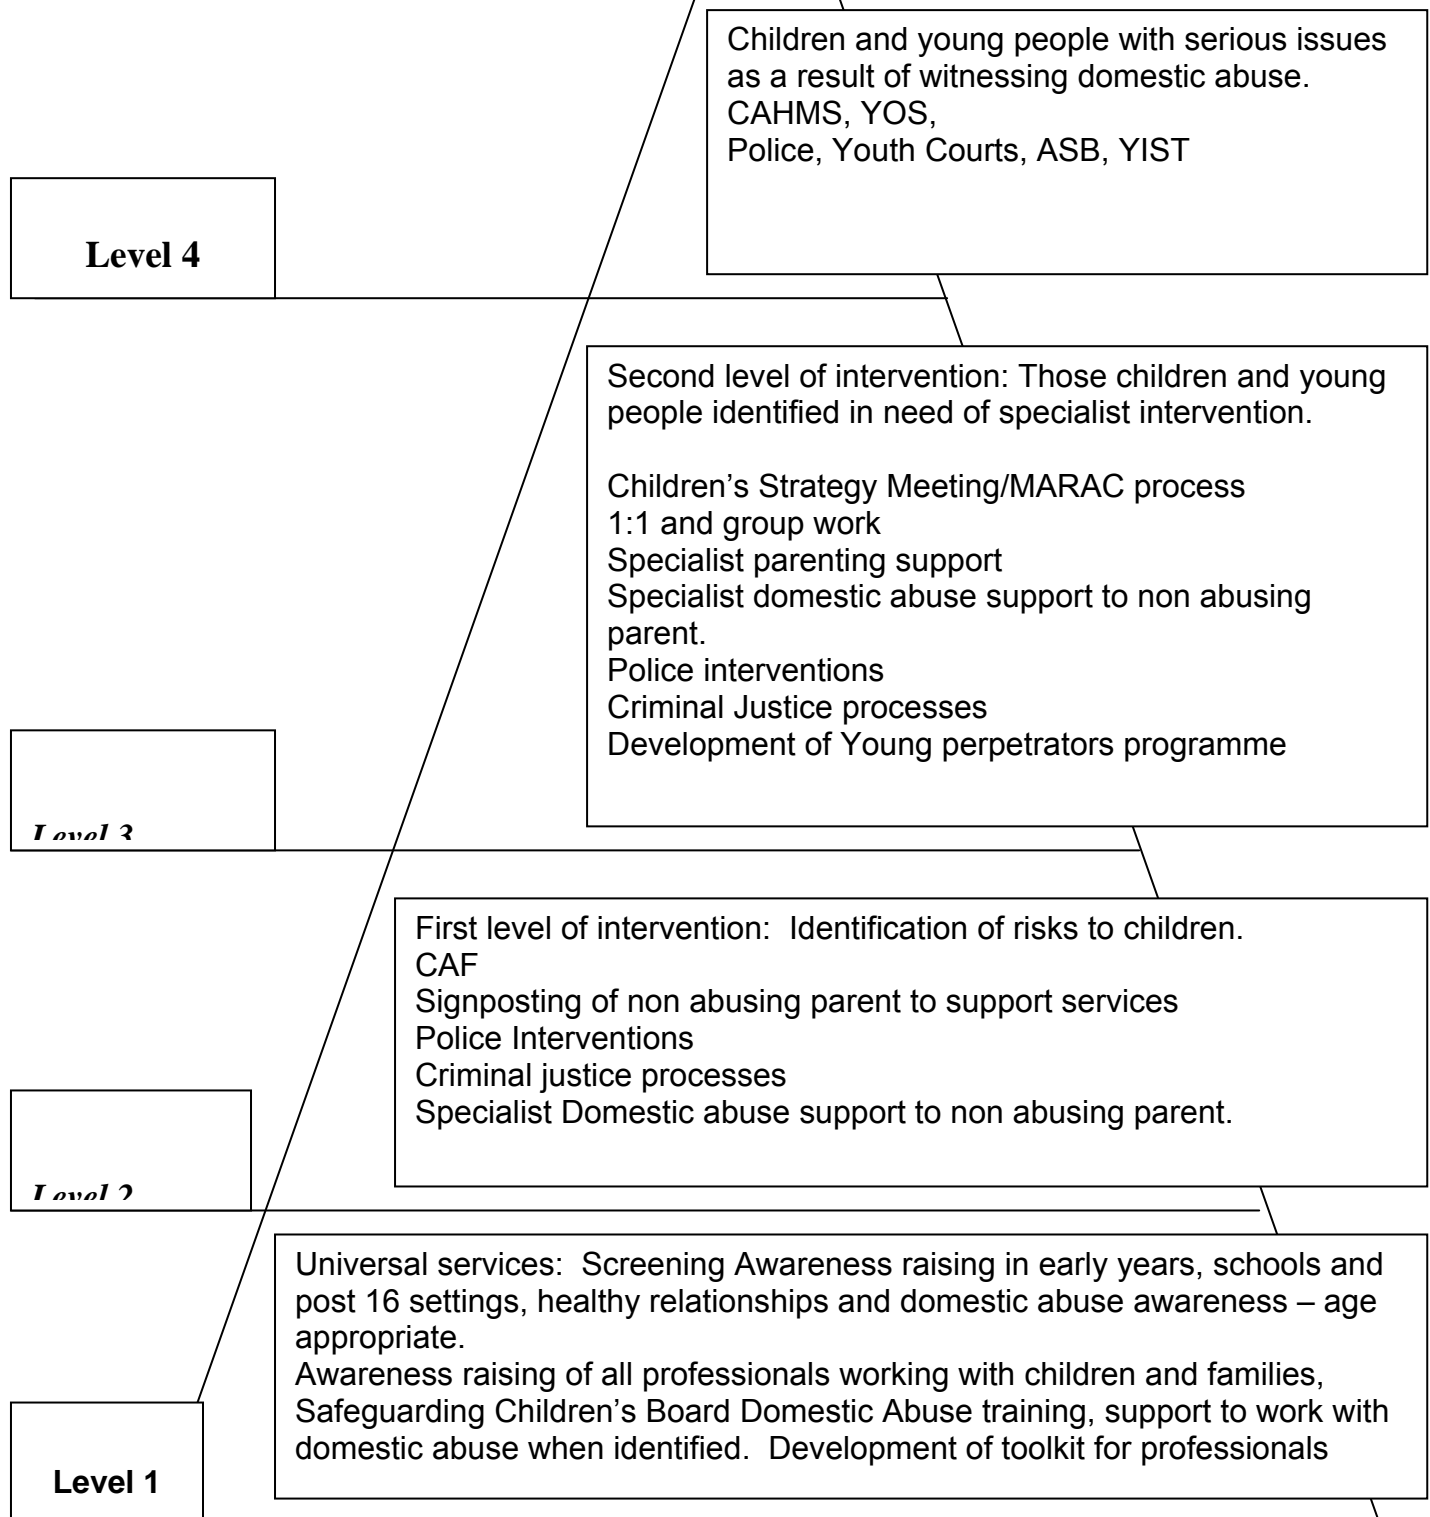 Children and young people with serious issues
as a result of witnessing domestic abuse.
CAHMS, YOS,
Police, Youth Courts, ASB, YIST
Level 4
Second level of intervention: Those children and young
people identified in need of specialist intervention.
Children’s Strategy Meeting/MARAC process
1:1 and group work
Specialist parenting support
Specialist domestic abuse support to non abusing
parent.
Police interventions
Criminal Justice processes
Development of Young perpetrators programme
Level 3
First level of intervention:  Identification of risks to children.
CAF
Signposting of non abusing parent to support services
Police Interventions
Criminal justice processes
Specialist Domestic abuse support to non abusing parent.
Level 2
Universal services:  Screening Awareness raising in early years, schools and
post 16 settings, healthy relationships and domestic abuse awareness – age
appropriate.
Awareness raising of all professionals working with children and families,
Safeguarding Children’s Board Domestic Abuse training, support to work with
domestic abuse when identified.  Development of toolkit for professionals
Level 1